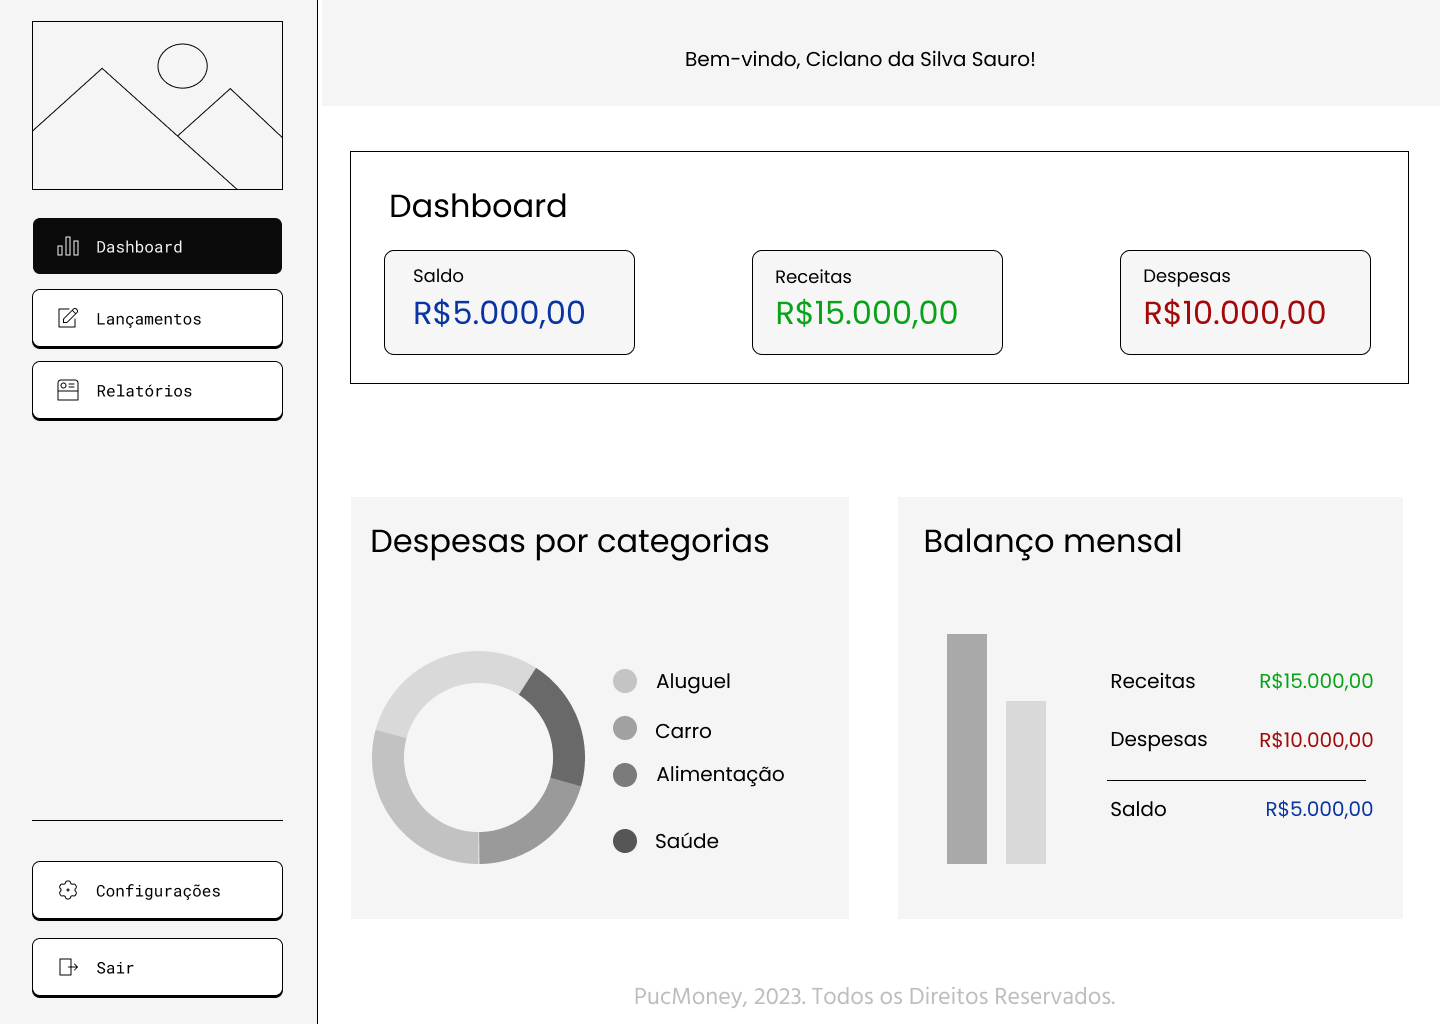 Bem-vindo, Ciclano da Silva Sauro!
Dashboard
Lançamentos
Relatórios
Configurações
Sair
Dashboard
Saldo
R$5.000,00
Receitas
R$15.000,00
Despesas
R$10.000,00
Despesas por categorias
Aluguel
Carro
Alimentação
Saúde
Balanço mensal
Receitas R$15.000,00
Despesas R$10.000,00
Saldo R$5.000,00
PucMoney, 2023. Todos os Direitos Reservados.